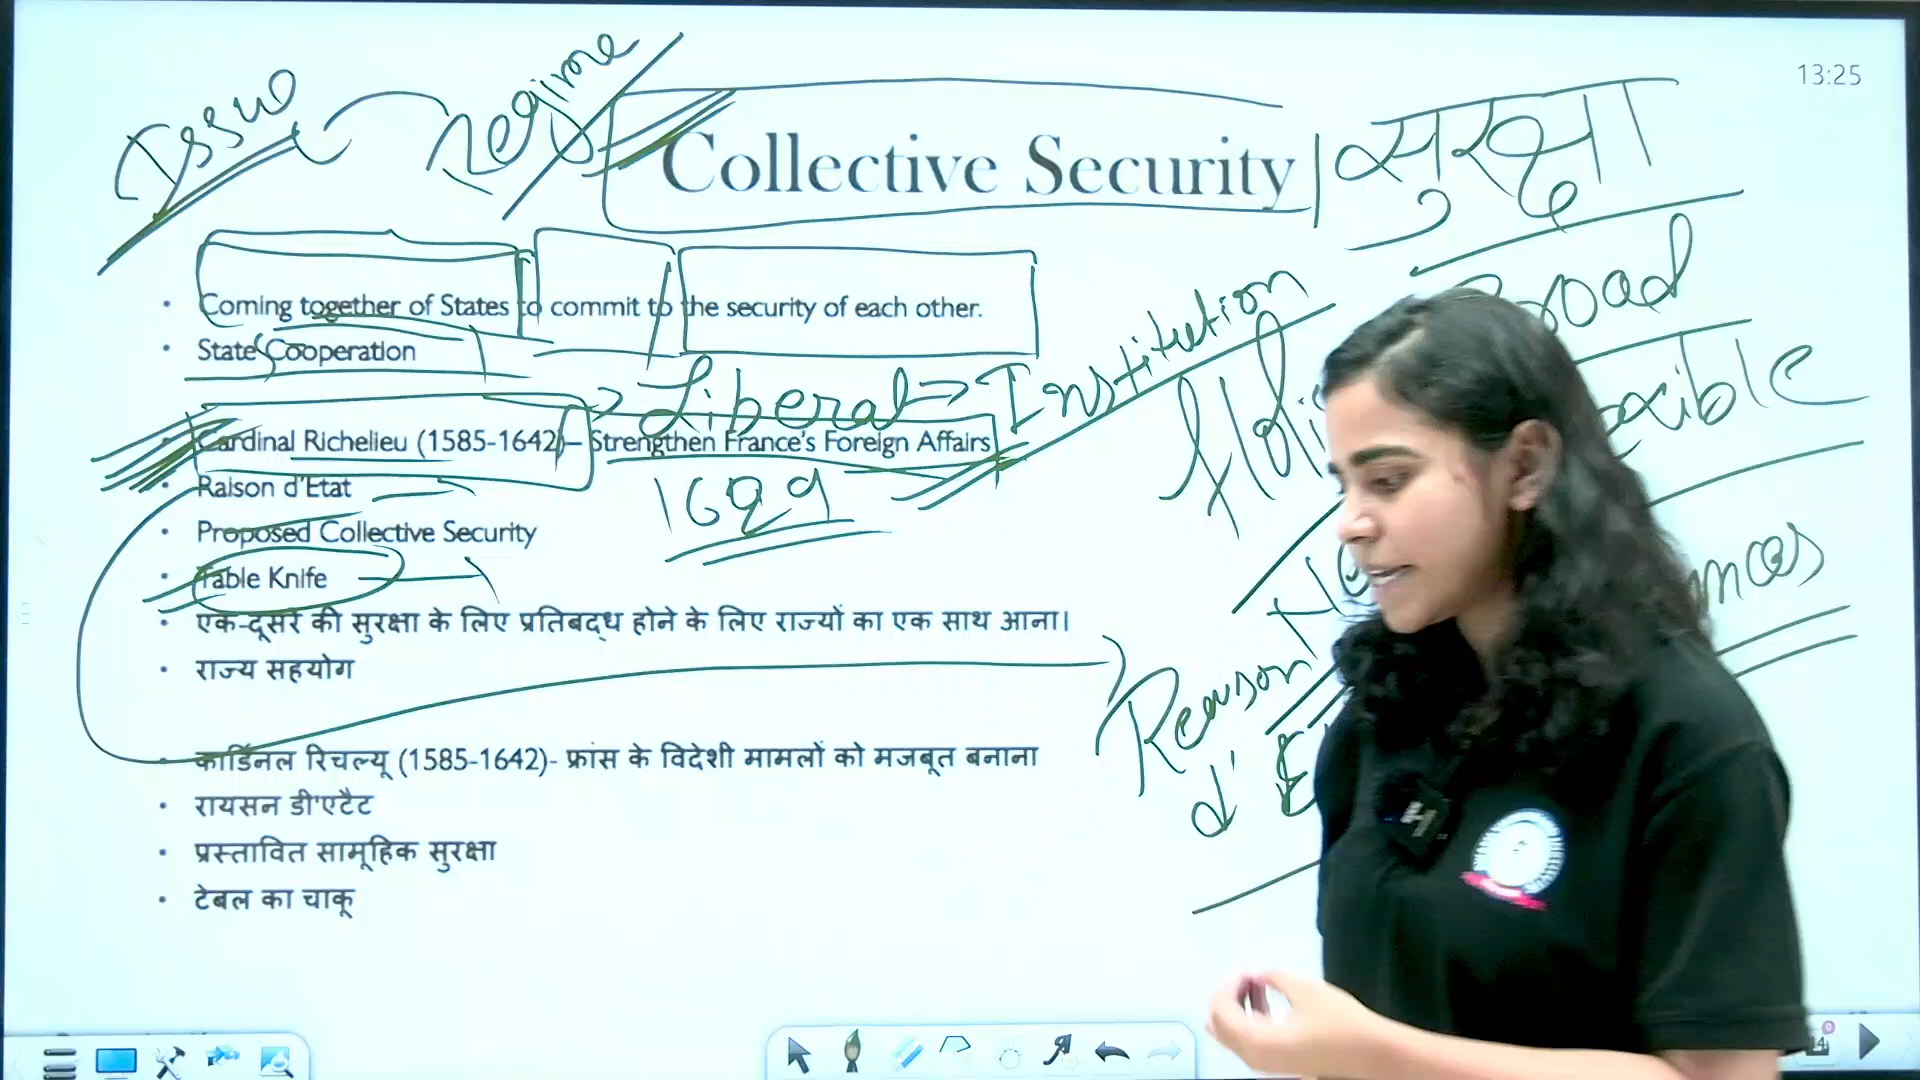 13:25
Issue
Regime
Collective Security
सुरक्षा
Coming together of States to commit to the security of each other.
State Cooperation
Liberal → Institution
Cardinal Richelieu (1585-1642)– Strengthen France's Foreign Affairs
Raison d'Etat
1629
Proposed Collective Security
Table Knife
एक-दूसरे की सुरक्षा के लिए प्रतिबद्ध होने के लिए राज्यों का एक साथ आना।
राज्य सहयोग
Reason
कार्डिनल रिचल्यू (1585-1642)- फ्रांस के विदेशी मामलों को मजबूत बनाना
रायसन डी'एटैट
प्रस्तावित सामूहिक सुरक्षा
टेबल का चाकू
14